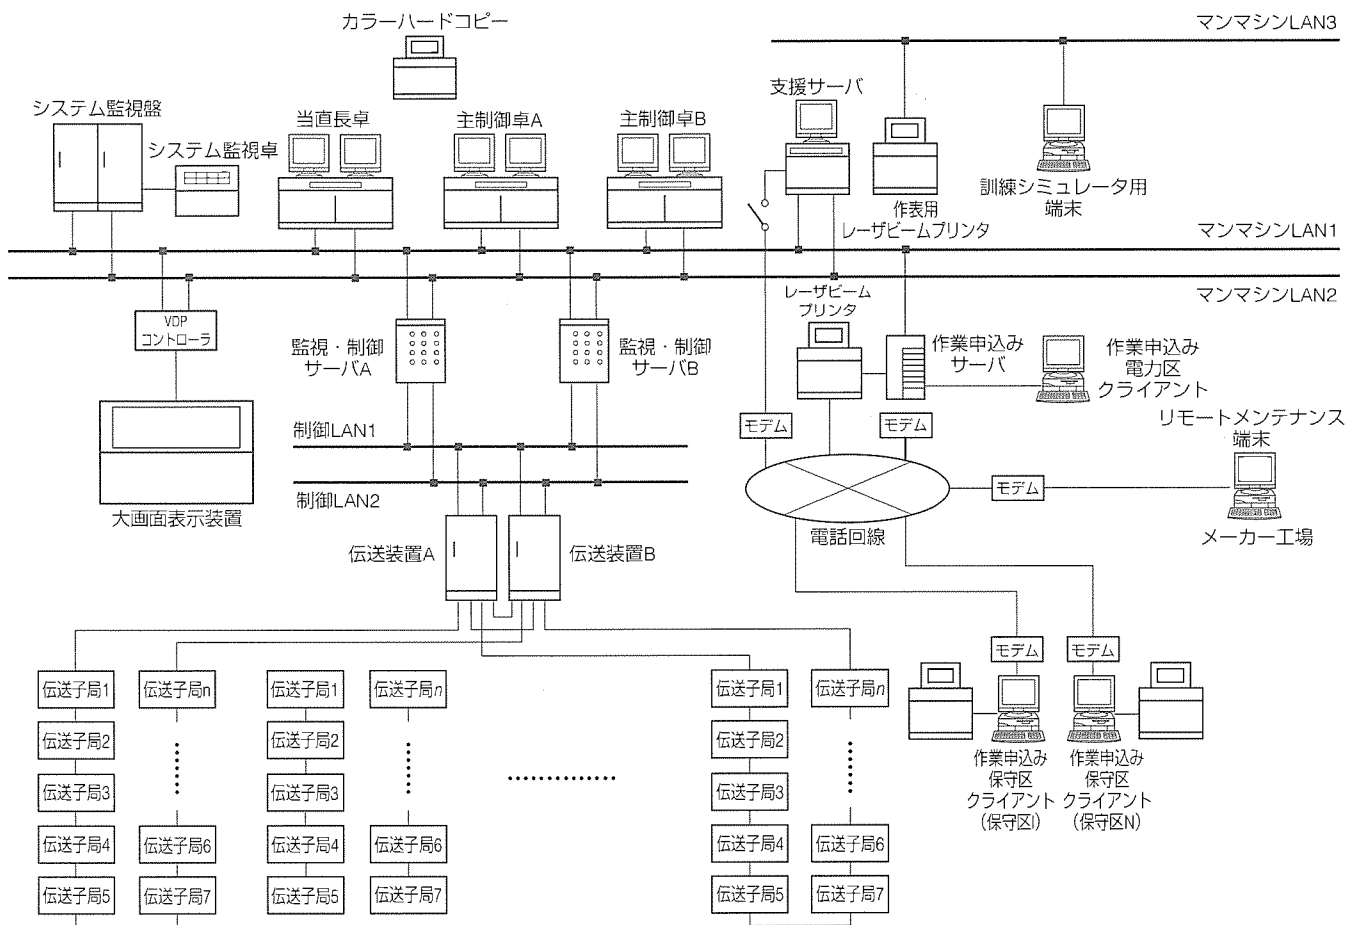 カラーハードコピー
マンマシンLAN3
システム監視盤
システム監視卓
当直長卓
主制御卓A
主制御卓B
支援サーバ
作表用
レーザビームプリンタ
訓練シミュレータ用
端末
マンマシンLAN1
マンマシンLAN2
VDP
コントローラ
監視・制御
サーバA
監視・制御
サーバB
レーザビーム
プリンタ
作業申込み
サーバ
作業申込み
電力区
クライアント
大画面表示装置
制御LAN1
制御LAN2
モデム
モデム
モデム
リモートメンテナンス
端末
メーカー工場
電話回線
伝送装置A
伝送装置B
伝送子局1
伝送子局2
伝送子局3
伝送子局4
伝送子局5
伝送子局n
伝送子局6
伝送子局7
伝送子局1
伝送子局2
伝送子局3
伝送子局4
伝送子局5
伝送子局n
伝送子局6
伝送子局7
伝送子局1
伝送子局2
伝送子局3
伝送子局4
伝送子局5
伝送子局n
伝送子局6
伝送子局7
モデム
モデム
作業申込み
保守区
クライアント
(保守区I)
作業申込み
保守区
クライアント
(保守区N)